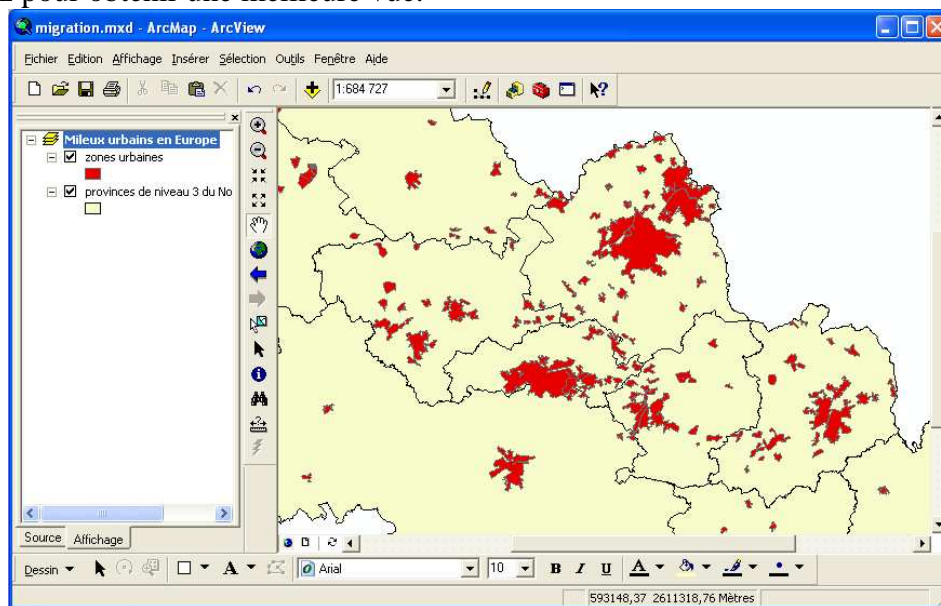 pour obtenir une meilleure vue.
migration.mxd - ArcMap - ArcView
Fichier Edition Affichage Insérer Sélection Outils Fenêtre Aide
1:684 727
Mileux urbains en Europe
zones urbaines
provinces de niveau 3 du No
Source Affichage
Dessin A Arial 10 B I U A
593148,37 2611318,76 Mètres